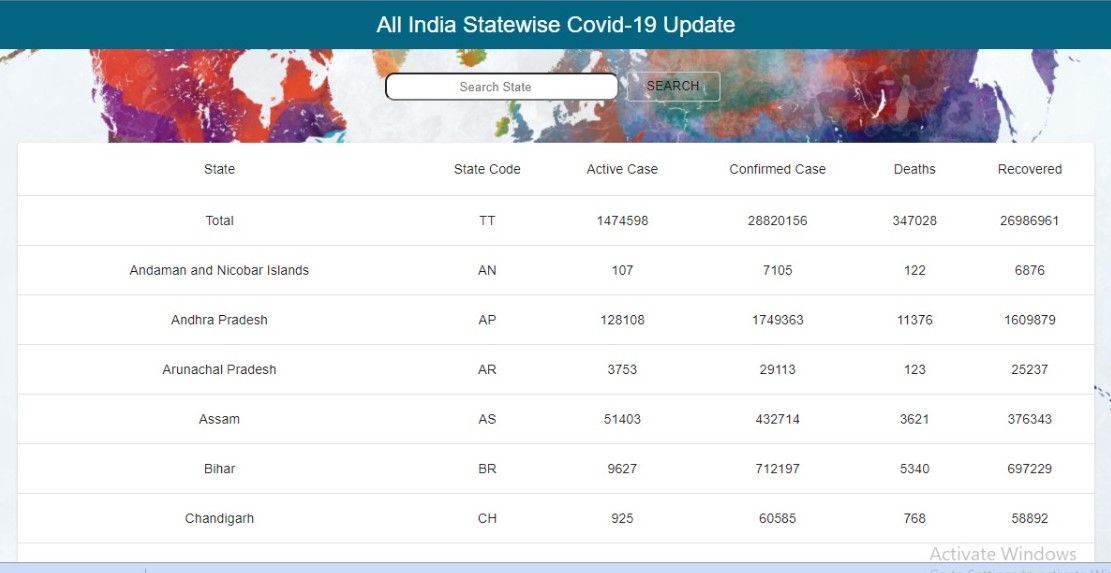 All India Statewise Covid-19 Update
Search State SEARCH
State State Code Active Case Confirmed Case Deaths Recovered
Total TT 1474598 28820156 347028 26986961
Andaman and Nicobar Islands AN 107 7105 122 6876
Andhra Pradesh AP 128108 1749363 11376 1609879
Arunachal Pradesh AR 3753 29113 123 25237
Assam AS 51403 432714 3621 376343
Bihar BR 9627 712197 5340 697229
Chandigarh CH 925 60585 768 58892
Activate Windows